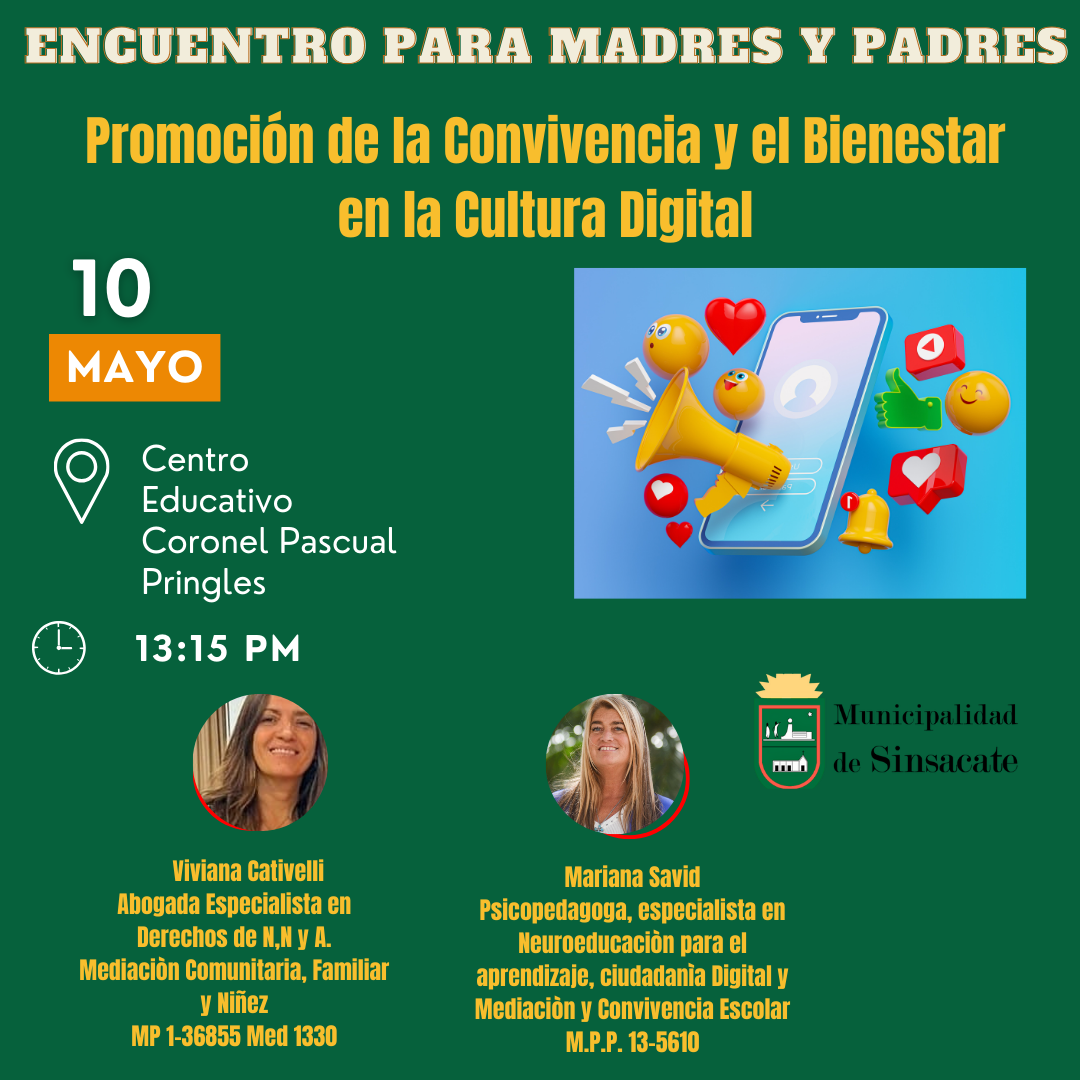 ENCUENTRO PARA MADRES Y PADRES
Promoción de la Convivencia y el Bienestar
en la Cultura Digital
10
MAYO
Centro
Educativo
Coronel Pascual
Pringles
13:15 PM
1
Municipalidad
de Sinsacate
Viviana Cativelli
Abogada Especialista en
Derechos de N,N y A.
Mediaciòn Comunitaria, Familiar
y Niñez
MP 1-36855 Med 1330
Mariana Savid
Psicopedagoga, especialista en
Neuroeducaciòn para el
aprendizaje, ciudadanìa Digital y
Mediaciòn y Convivencia Escolar
M.P.P. 13-5610